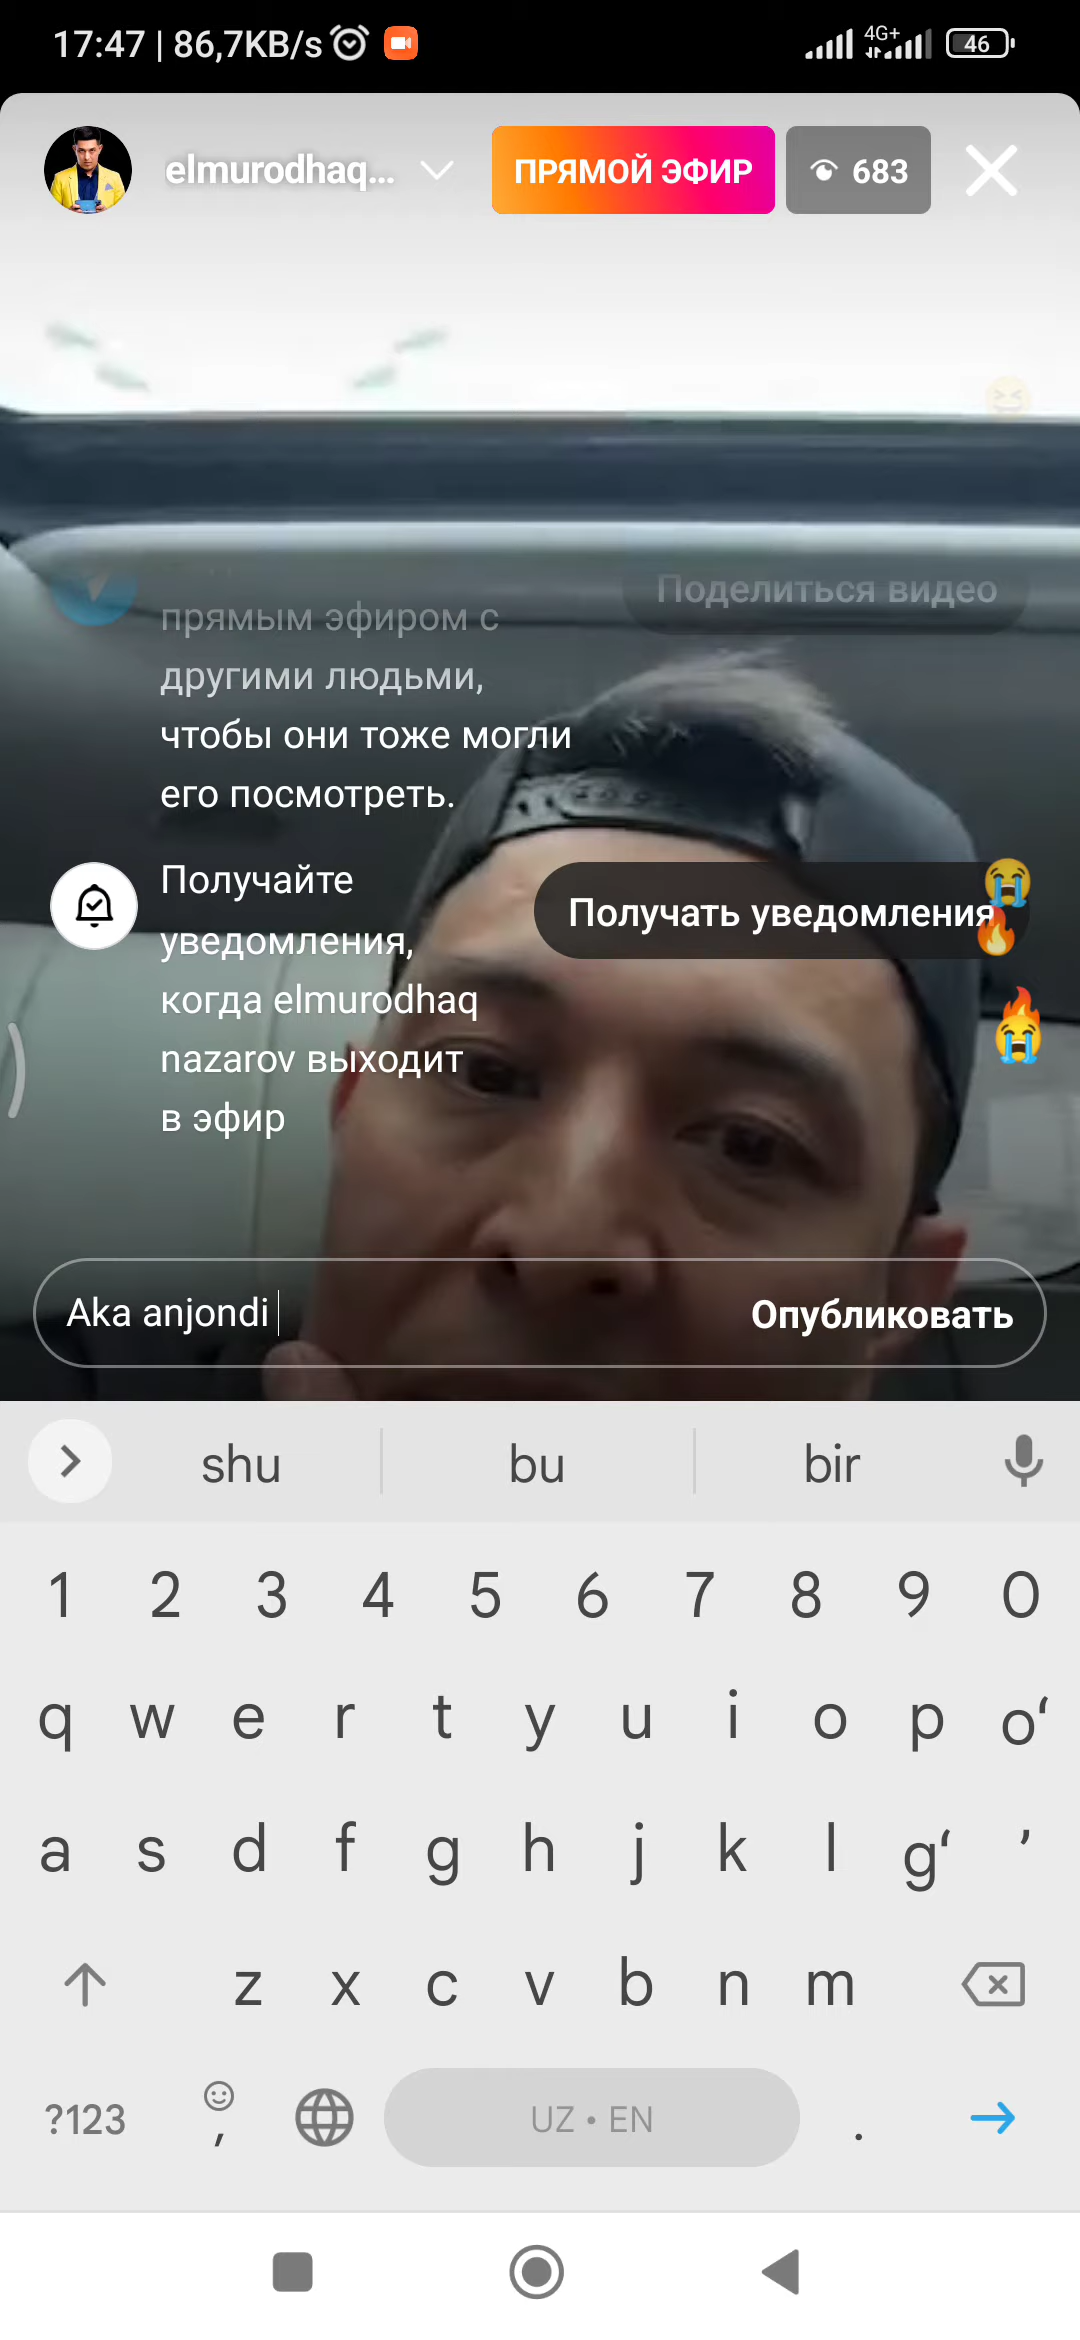 17:47 | 86,7KB/s
4G+
46
elmurodhaq...
ПРЯМОЙ ЭФИР
683
Поделиться видео
прямым эфиром с
другими людьми,
чтобы они тоже могли
его посмотреть.
Получайте
уведомления,
когда elmurodhaq
nazarov выходит
в эфир
Получать уведомления
Aka anjondi
Опубликовать
shu
bu
bir
1 2 3 4 5 6 7 8 9 0
q w e r t y u i o p oʻ
a s d f g h j k l gʻ ʼ
z x c v b n m
?123
,
UZ • EN
.